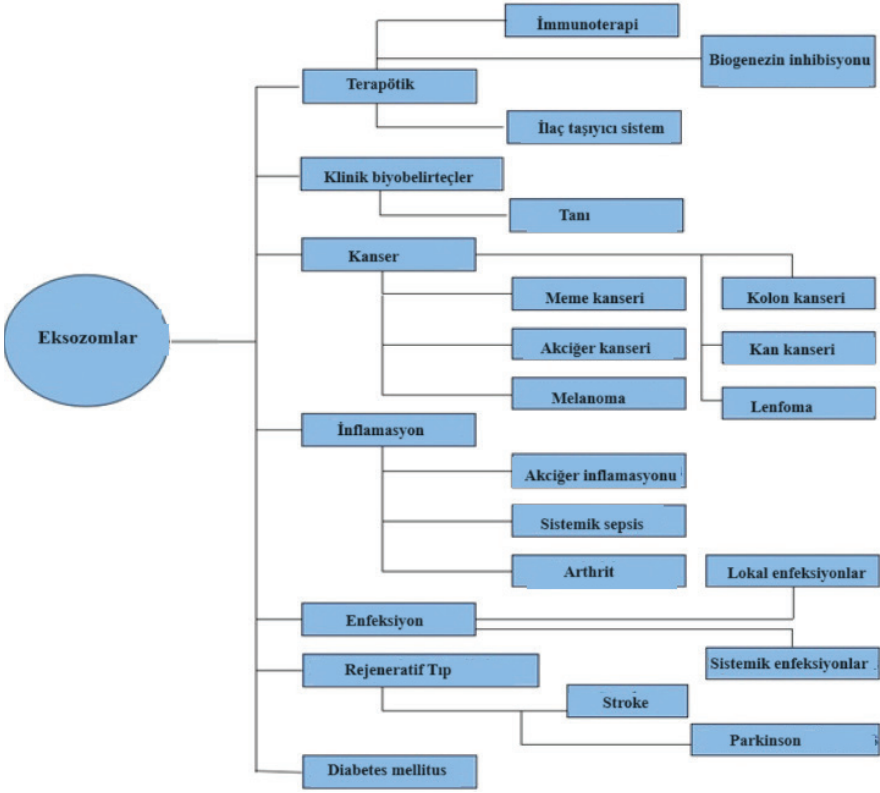 İmmunoterapi
Biogenezin inhibisyonu
Terapötik
İlaç taşıyıcı sistem
Klinik biyobelirteçler
Tanı
Kanser
Meme kanseri
Kolon kanseri
Eksozomlar
Akciğer kanseri
Kan kanseri
Melanoma
Lenfoma
İnflamasyon
Akciğer inflamasyonu
Sistemik sepsis
Arthrit
Lokal enfeksiyonlar
Enfeksiyon
Sistemik enfeksiyonlar
Rejeneratif Tıp
Stroke
Parkinson
Diabetes mellitus